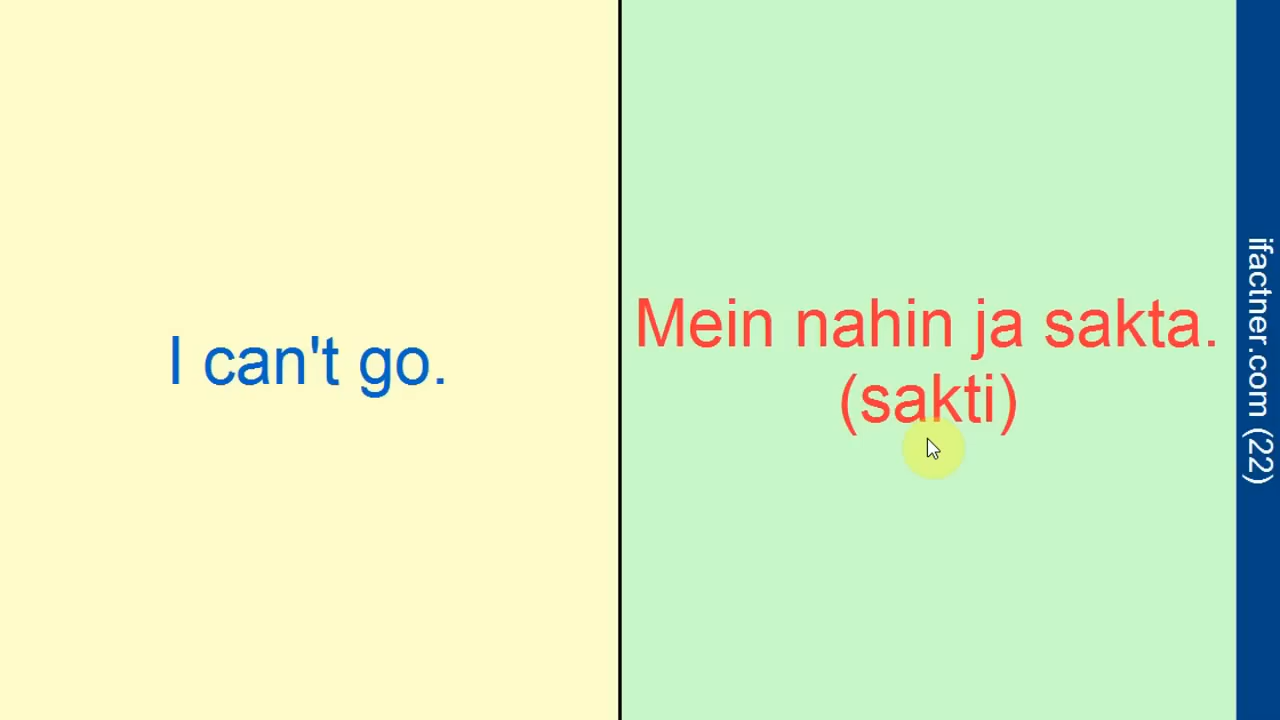 I can't go.
Mein nahin ja sakta.
(sakti)
ifactner.com (22)